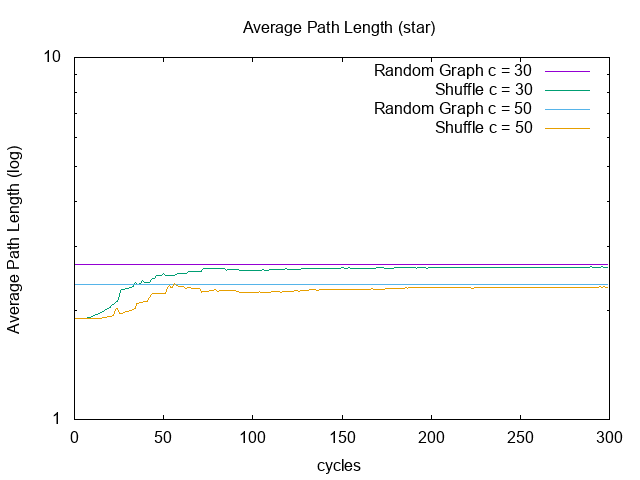 Average Path Length (star)
10
Random Graph c = 30
Shuffle c = 30
Random Graph c = 50
Shuffle c = 50
Average Path Length (log)
1
0 50 100 150 200 250 300
cycles